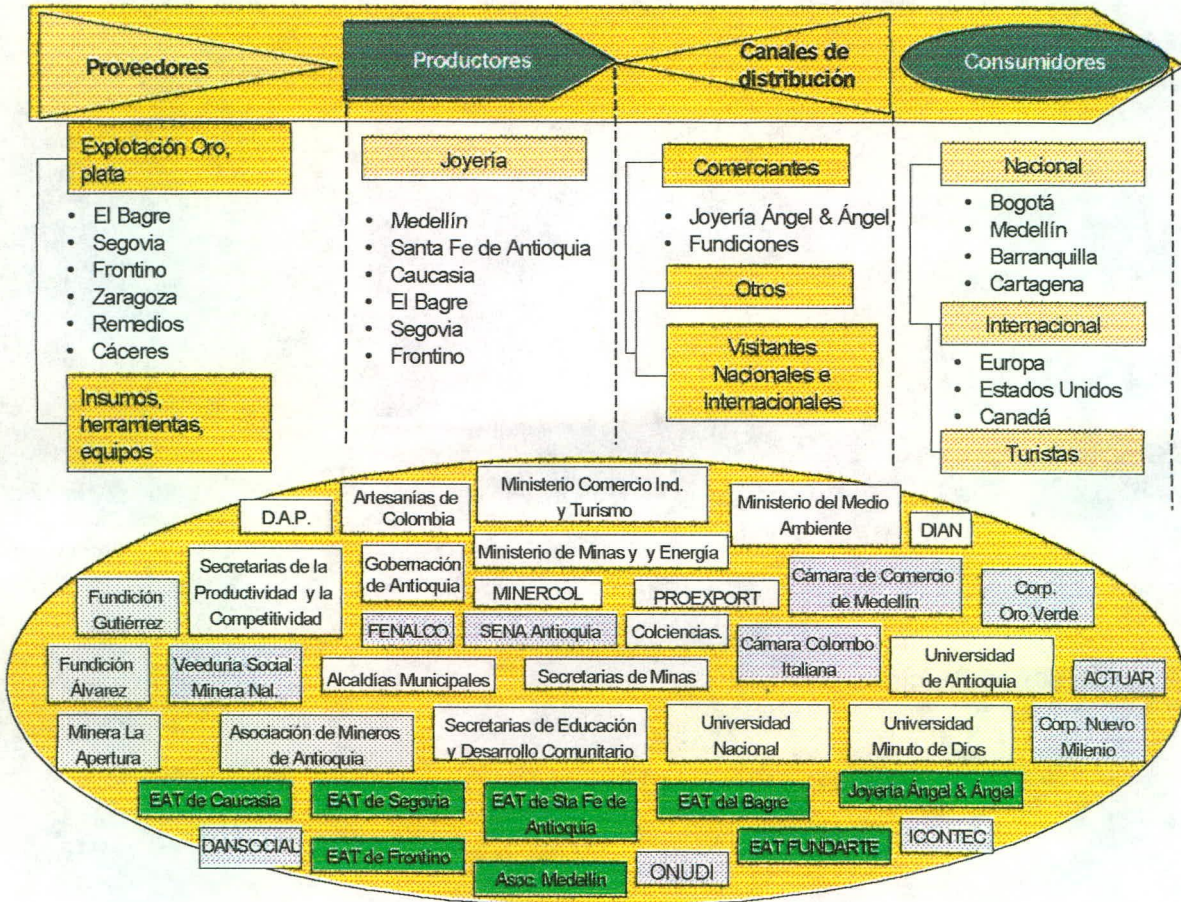 Proveedores
Productores
Canales de
distribución
Consumidores
Explotación Oro,
plata
• El Bagre
• Segovia
• Frontino
• Zaragoza
• Remedios
• Cáceres
Insumos,
herramientas,
equipos
Joyería
• Medellín
• Santa Fe de Antioquia
• Caucasia
• El Bagre
• Segovia
• Frontino
Comerciantes
• Joyería Ángel & Ángel
• Fundiciones
Otros
Visitantes
Nacionales e
Internacionales
Nacional
• Bogotá
• Medellín
• Barranquilla
• Cartagena
Internacional
• Europa
• Estados Unidos
• Canadá
Turistas
D.A.P.
Artesanías de
Colombia
Ministerio Comercio Ind.
y Turismo
Ministerio del Medio
Ambiente
DIAN
Fundición
Gutiérrez
Secretarias de la
Productividad y la
Competitividad
Gobernación
de Antioquia
Ministerio de Minas y y Energía
MINERCOL
PROEXPORT
Cámara de Comercio
de Medellín
Corp.
Oro Verde
FENALCO
SENA Antioquia
Colciencias.
Cámara Colombo
Italiana
Fundición
Álvarez
Veeduria Social
Minera Nal.
Alcaldías Municipales
Secretarias de Minas
Universidad
de Antioquia
ACTUAR
Minera La
Apertura
Asociación de Mineros
de Antioquia
Secretarias de Educación
y Desarrollo Comunitario
Universidad
Nacional
Universidad
Minuto de Dios
Corp. Nuevo
Milenio
EAT de Caucasia
EAT de Segovia
EAT de Sta Fe de
Antioquia
EAT del Bagre
Joyería Ángel & Ángel
DANSOCIAL
EAT de Frontino
Asoc. Medellín
ONUDI
EAT FUNDARTE
ICONTEC